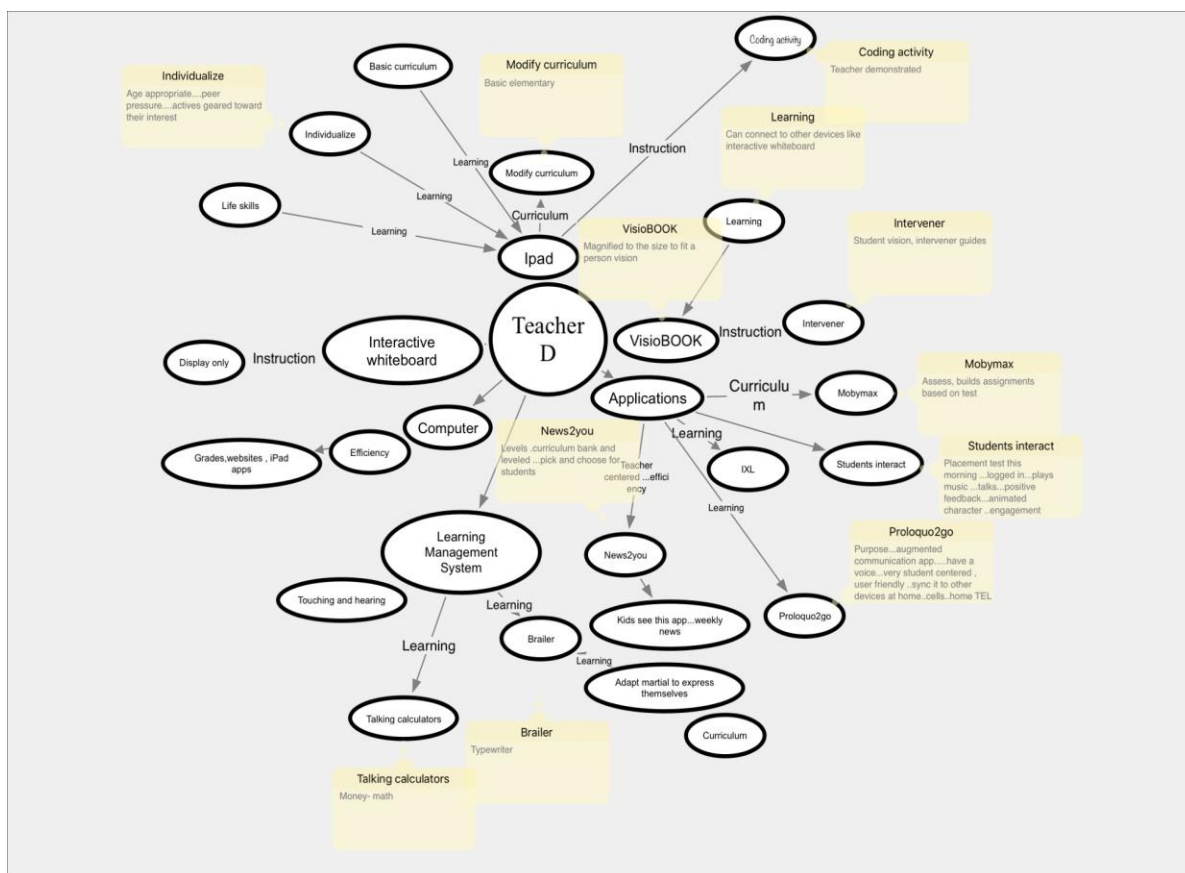 Coding activity
Coding activity
Teacher demonstrated
Basic curriculum
Modify curriculum
Basic elementary
Individualize
Age appropriate....peer
pressure....actives geared toward
their interest
Individualize
Learning
Can connect to other devices like
interactive whiteboard
Instruction
Learning
Modify curriculum
Learning
Life skills
Learning
Curriculum
Learning
Ipad
VisioBOOK
Magnified to the size to fit a
person vision
Intervener
Student vision, intervener guides
Teacher
D
Interactive
whiteboard
VisioBOOK
Instruction
Intervener
Display only
Instruction
Mobymax
Assess, builds assignments
based on test
Applications
Curriculu
m
Mobymax
Computer
Learning
News2you
Levels .curriculum bank and
leveled ...pick and choose for
students
Efficiency
Grades,websites , iPad
apps
Teacher
centered ...effici
ency
IXL
Students interact
Students interact
Placement test this
morning ...logged in...plays
music ...talks...positive
feedback...animated
character ..engagement
Learning
Learning
Management
System
News2you
Proloquo2go
Purpose...augmented
communication app.....have a
voice...very student centered ,
user friendly ..sync it to other
devices at home..cells..home TEL
Touching and hearing
Learning
Proloquo2go
Kids see this app...weekly
news
Brailer
Learning
Learning
Adapt martial to express
themselves
Talking calculators
Curriculum
Brailer
Typewriter
Talking calculators
Money- math